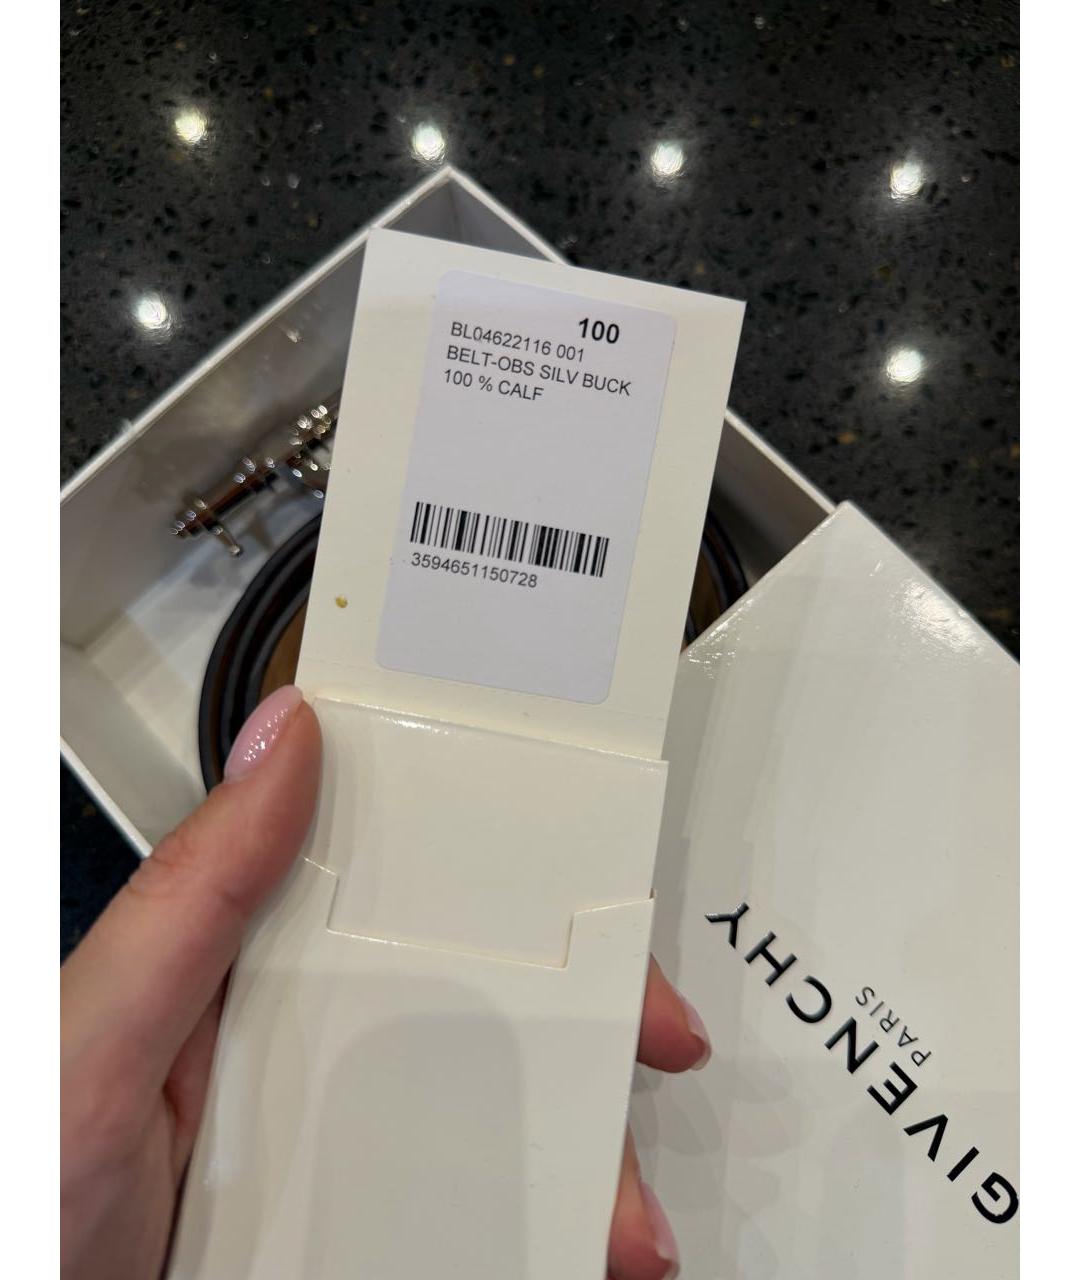 100
BL04622116 001
BELT-OBS SILV BUCK
100 % CALF
3594651150728
GIVENCHY
PARIS